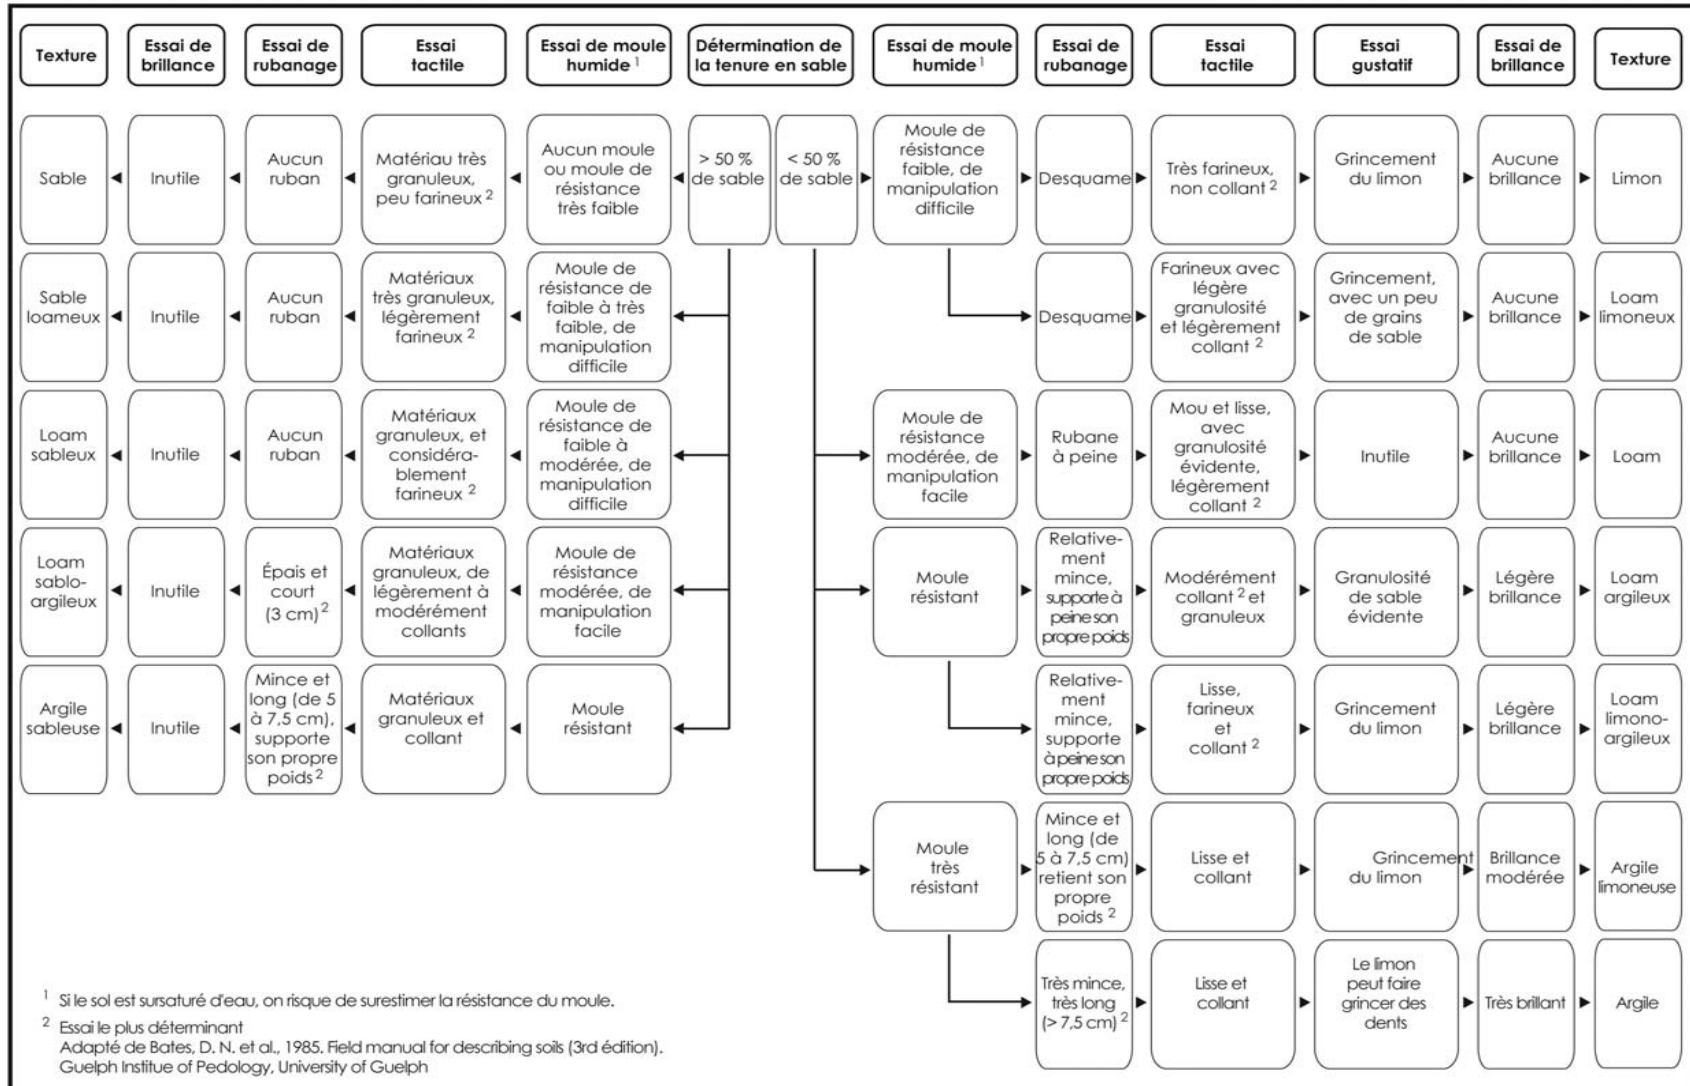 Texture
Essai de
brillance
Essai de
rubanage
Essai
tactile
Essai de moule
humide 1
Détermination de
la tenure en sable
Essai de moule
humide 1
Essai de
rubanage
Essai
tactile
Essai
gustatif
Essai de
brillance
Texture
Sable
Inutile
Aucun
ruban
Matériau très
granuleux,
peu farineux 2
Aucun moule
ou moule de
résistance
très faible
> 50 %
de sable
< 50 %
de sable
Moule de
résistance
faible, de
manipulation
difficile
Desquame
Très farineux,
non collant 2
Grincement
du limon
Aucune
brillance
Limon
Sable
loameux
Inutile
Aucun
ruban
Matériaux
très granuleux,
légèrement
farineux 2
Moule de
résistance de
faible à très
faible, de
manipulation
difficile
Desquame
Farineux avec
légère
granulosité
et légèrement
collant 2
Grincement,
avec un peu
de grains
de sable
Aucune
brillance
Loam
limoneux
Loam
sableux
Inutile
Aucun
ruban
Matériaux
granuleux, et
considéra-
blement
farineux 2
Moule de
résistance de
faible à
modérée, de
manipulation
difficile
Moule de
résistance
modérée, de
manipulation
facile
Rubane
à peine
Mou et lisse,
avec
granulosité
évidente,
légèrement
collant 2
Inutile
Aucune
brillance
Loam
Loam
sablo-
argileux
Inutile
Épais et
court
(3 cm) 2
Matériaux
granuleux, de
légèrement à
modérément
collants
Moule de
résistance
modérée, de
manipulation
facile
Moule
résistant
Relative-
ment
mince,
supporte à
peine son
propre poids
Modérément
collant 2 et
granuleux
Granulosité
de sable
évidente
Légère
brillance
Loam
argileux
Argile
sableuse
Inutile
Mince et
long (de 5
à 7,5 cm),
supporte
son propre
poids 2
Matériaux
granuleux et
collant
Moule
résistant
Relative-
ment
mince,
supporte
à peine son
propre poids
Lisse,
farineux
et
collant 2
Grincement
du limon
Légère
brillance
Loam
limono-
argileux
Moule
très
résistant
Mince et
long (de
5 à 7,5 cm)
retient son
propre
poids 2
Lisse et
collant
Grincement
du limon
Brillance
modérée
Argile
limoneuse
Très mince,
très long
(> 7,5 cm) 2
Lisse et
collant
Le limon
peut faire
grincer des
dents
Très brillant
Argile
1 Si le sol est sursaturé d'eau, on risque de surestimer la résistance du moule.
2 Essai le plus déterminant
Adapté de Bates, D. N. et al., 1985. Field manual for describing soils (3rd édition).
Guelph Institue of Pedology, University of Guelph